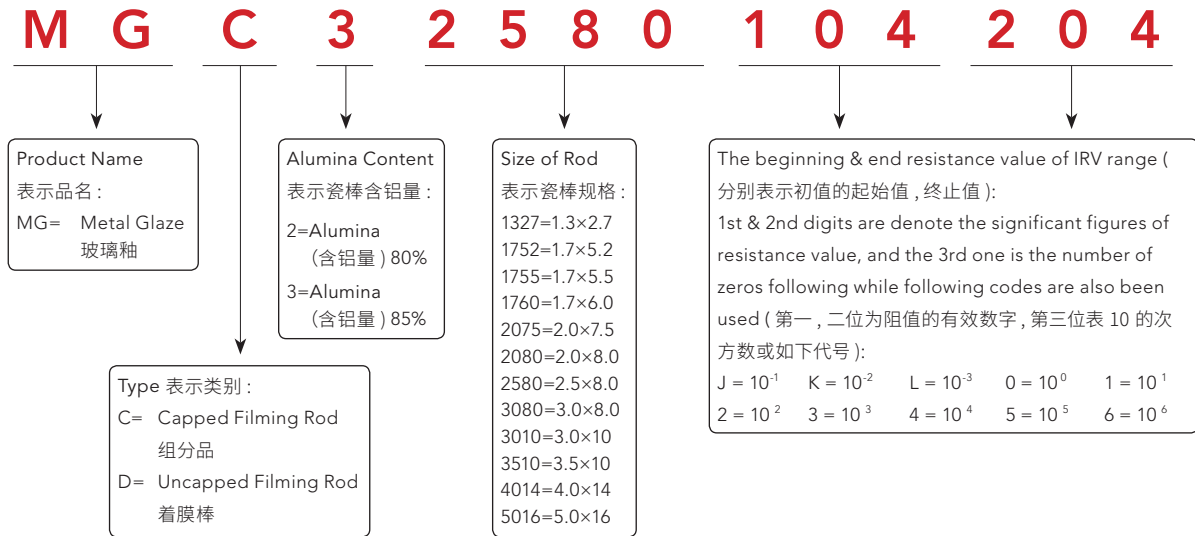 M G C 3 2 5 8 0 1 0 4 2 0 4
Product Name
表示品名 :
MG= Metal Glaze
玻璃釉
Type 表示类别 :
C= Capped Filming Rod
组分品
D= Uncapped Filming Rod
着膜棒
Alumina Content
表示瓷棒含铝量 :
2=Alumina
（含铝量 ) 80%
3=Alumina
（含铝量 ) 85%
Size of Rod
表示瓷棒规格 :
1327=1.3×2.7
1752=1.7×5.2
1755=1.7×5.5
1760=1.7×6.0
2075=2.0×7.5
2080=2.0×8.0
2580=2.5×8.0
3080=3.0×8.0
3010=3.0×10
3510=3.5×10
4014=4.0×14
5016=5.0×16
The beginning & end resistance value of IRV range (
分别表示初值的起始值 , 终止值 ):
1st & 2nd digits are denote the significant figures of
resistance value, and the 3rd one is the number of
zeros following while following codes are also been
used ( 第一 , 二位为阻值的有效数字 , 第三位表 10 的次
方数或如下代号 ):
J = 10⁻¹ K = 10⁻² L = 10⁻³ 0 = 10⁰ 1 = 10¹
2 = 10² 3 = 10³ 4 = 10⁴ 5 = 10⁵ 6 = 10⁶